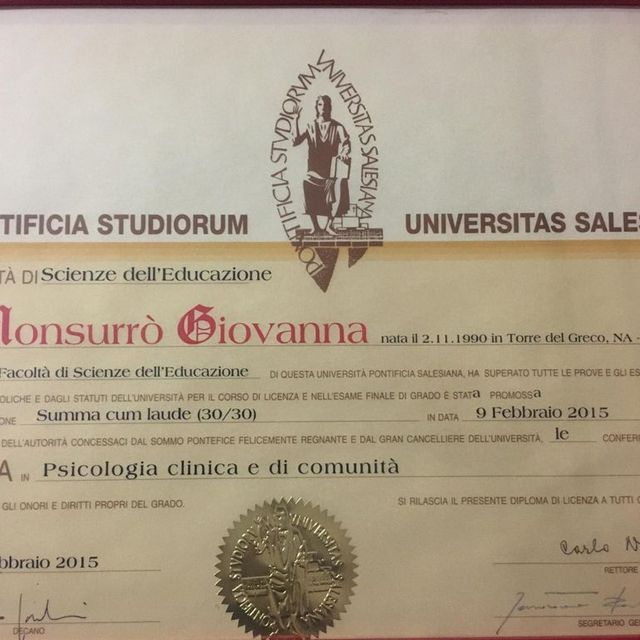 PONTIFICIA STUDIORUM UNIVERSITAS SALESIANA
TIFICIA STUDIORUM UNIVERSITAS SALES
TÀ DI Scienze dell'Educazione
Monsurrò Giovanna nata il 2.11.1990 in Torre del Greco, NA -
Facoltà di Scienze dell'Educazione DI QUESTA UNIVERSITÀ PONTIFICIA SALESIANA, HA SUPERATO TUTTE LE PROVE E GLI ES
DLICHE E DAGLI STATUTI DELL'UNIVERSITÀ PER IL CORSO DI LICENZA E NELL'ESAME FINALE DI GRADO È STATa PROMOSSa
ONE Summa cum laude (30/30) IN DATA 9 Febbraio 2015
DELL'AUTORITÀ CONCESSACI DAL SOMMO PONTEFICE FELICEMENTE REGNANTE E DAL GRAN CANCELLIERE DELL'UNIVERSITÀ, le CONFERI
A IN Psicologia clinica e di comunità
GLI ONORI E DIRITTI PROPRI DEL GRADO. SI RILASCIA IL PRESENTE DIPLOMA DI LICENZA A TUTTI G
bbraio 2015
Carlo N
RETTORE
DECANO
SEGRETARIO GE